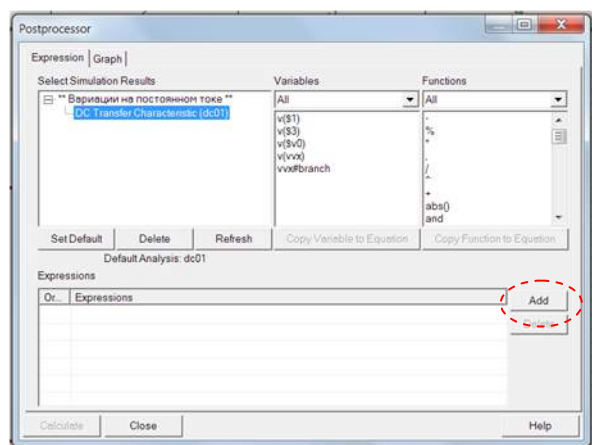 Postprocessor
Expression Graph
Select Simulation Results Variables Functions
** Вариации на постоянном токе **
DC Transfer Characteristic (dc01)
All
v($1)
v($3)
v($v0)
v(vvx)
vvx#branch
All
-
%
*
,
/
^
+
abs()
and
Set Default Delete Refresh Copy Variable to Equation Copy Function to Equation
Default Analysis: dc01
Expressions
Or... Expressions
Add
Delete
Calculate Close Help